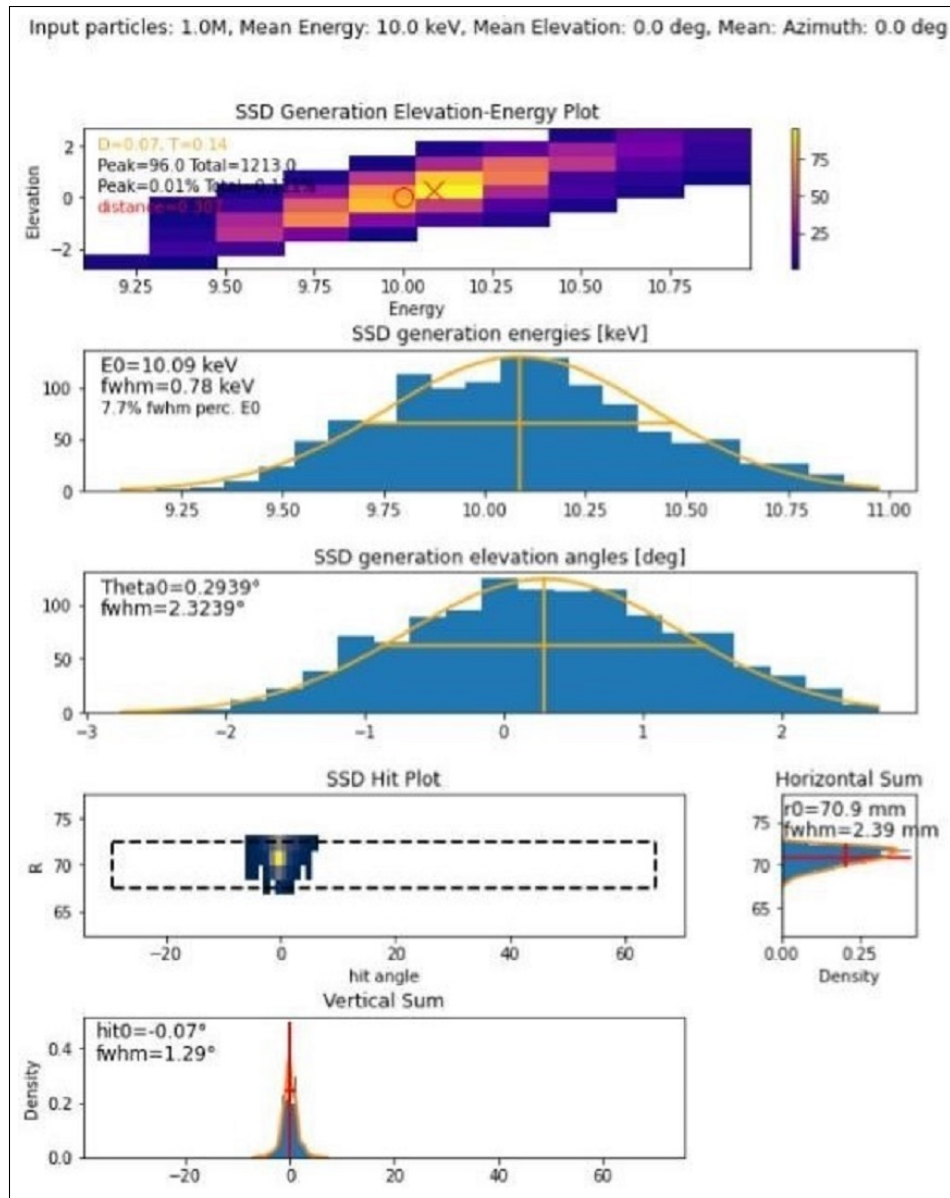 Input particles: 1.0M, Mean Energy: 10.0 keV, Mean Elevation: 0.0 deg, Mean: Azimuth: 0.0 deg
SSD Generation Elevation-Energy Plot
D=0.07, T=0.14
Peak=96.0 Total=1213.0
Peak=0.01%
Elevation
2
0
−2
75
50
25
9.25 9.50 9.75 10.00 10.25 10.50 10.75
Energy
SSD generation energies [keV]
E0=10.09 keV
fwhm=0.78 keV
7.7% fwhm perc. E0
100
50
0
9.25 9.50 9.75 10.00 10.25 10.50 10.75 11.00
SSD generation elevation angles [deg]
Theta0=0.2939°
fwhm=2.3239°
100
50
0
−3 −2 −1 0 1 2
SSD Hit Plot
R
75
70
65
−20 0 20 40 60
hit angle
Horizontal Sum
r0=70.9 mm
fwhm=2.39 mm
75
70
65
0.00 0.25
Density
Vertical Sum
hit0=-0.07°
fwhm=1.29°
Density
0.4
0.2
0.0
−20 0 20 40 60